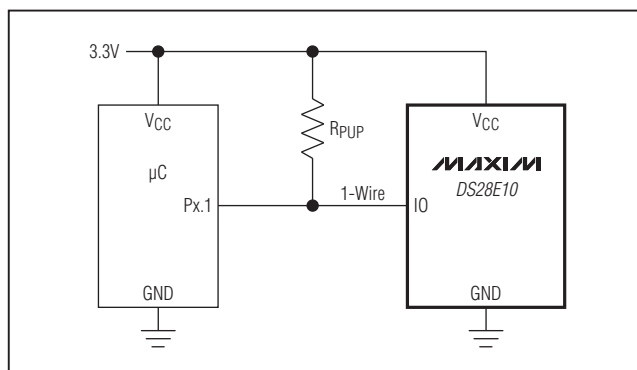 3.3V
VCC
µC
Px.1
GND
RPUP
1-Wire
VCC
MAXIM
DS28E10
IO
GND